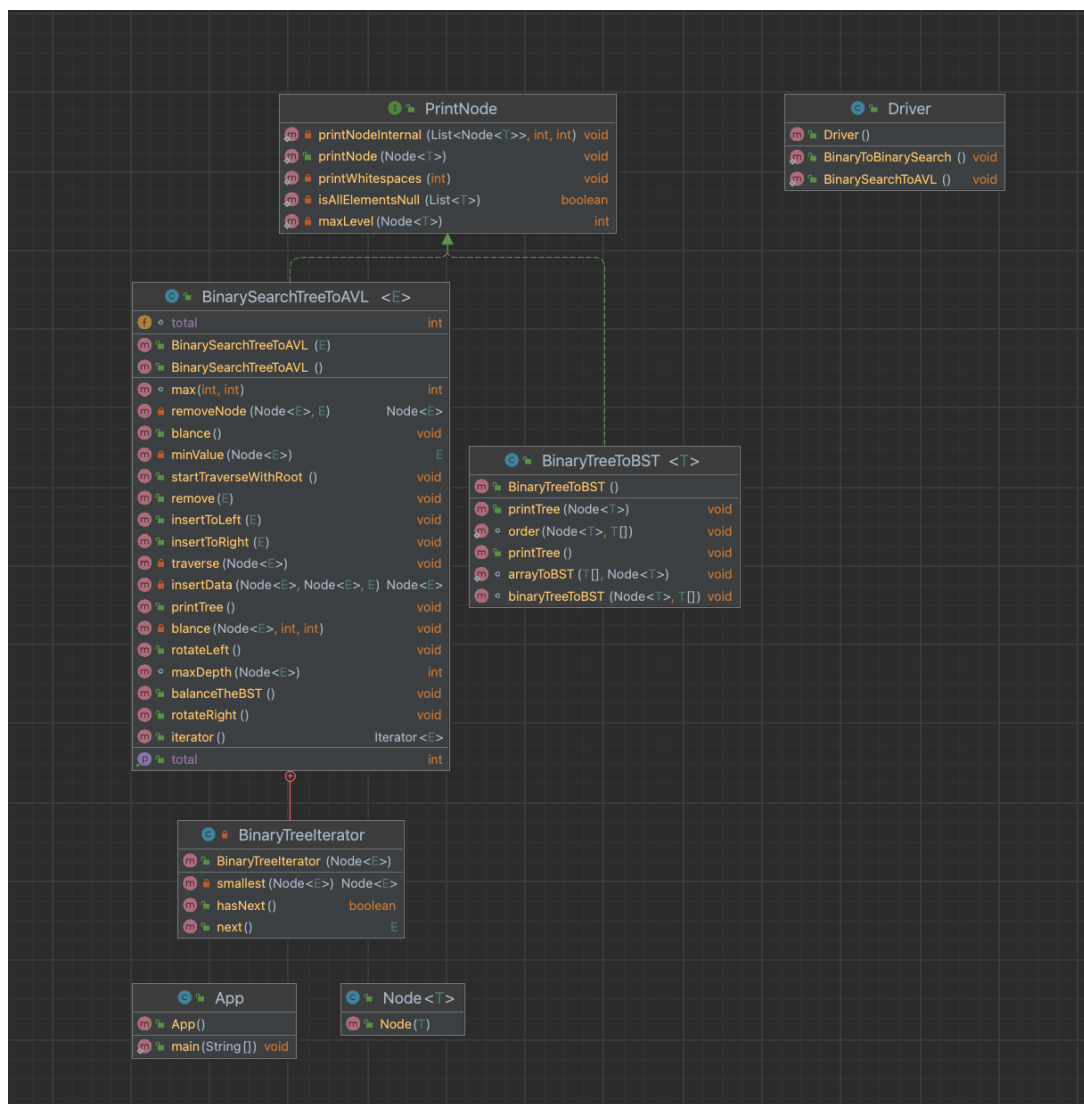 PrintNode
printNodeInternal (List<Node<T>>, int, int) void
printNode(Node<T>) void
printWhitespaces (int) void
isAllElementsNull (List<T>) boolean
maxLevel(Node<T>) int
Driver
Driver()
BinaryToBinarySearch () void
BinarySearchToAVL () void
BinarySearchTreeToAVL <E>
total int
BinarySearchTreeToAVL (E)
BinarySearchTreeToAVL ()
max(int, int) int
removeNode(Node<E>, E) Node<E>
blance() void
minValue(Node<E>) E
startTraverseWithRoot () void
remove(E) void
insertToLeft (E) void
insertToRight (E) void
traverse(Node<E>) void
insertData(Node<E>, Node<E>, E) Node<E>
printTree() void
blance(Node<E>, int, int) void
rotateLeft() void
maxDepth(Node<E>) int
balanceTheBST () void
rotateRight() void
iterator() Iterator<E>
total int
BinaryTreeToBST <T>
BinaryTreeToBST ()
printTree(Node<T>) void
order(Node<T>, T[]) void
printTree() void
arrayToBST (T[], Node<T>) void
binaryTreeToBST (Node<T>, T[]) void
BinaryTreeIterator
BinaryTreeIterator (Node<E>)
smallest(Node<E>) Node<E>
hasNext() boolean
next() E
App
App()
main(String[]) void
Node<T>
Node(T)